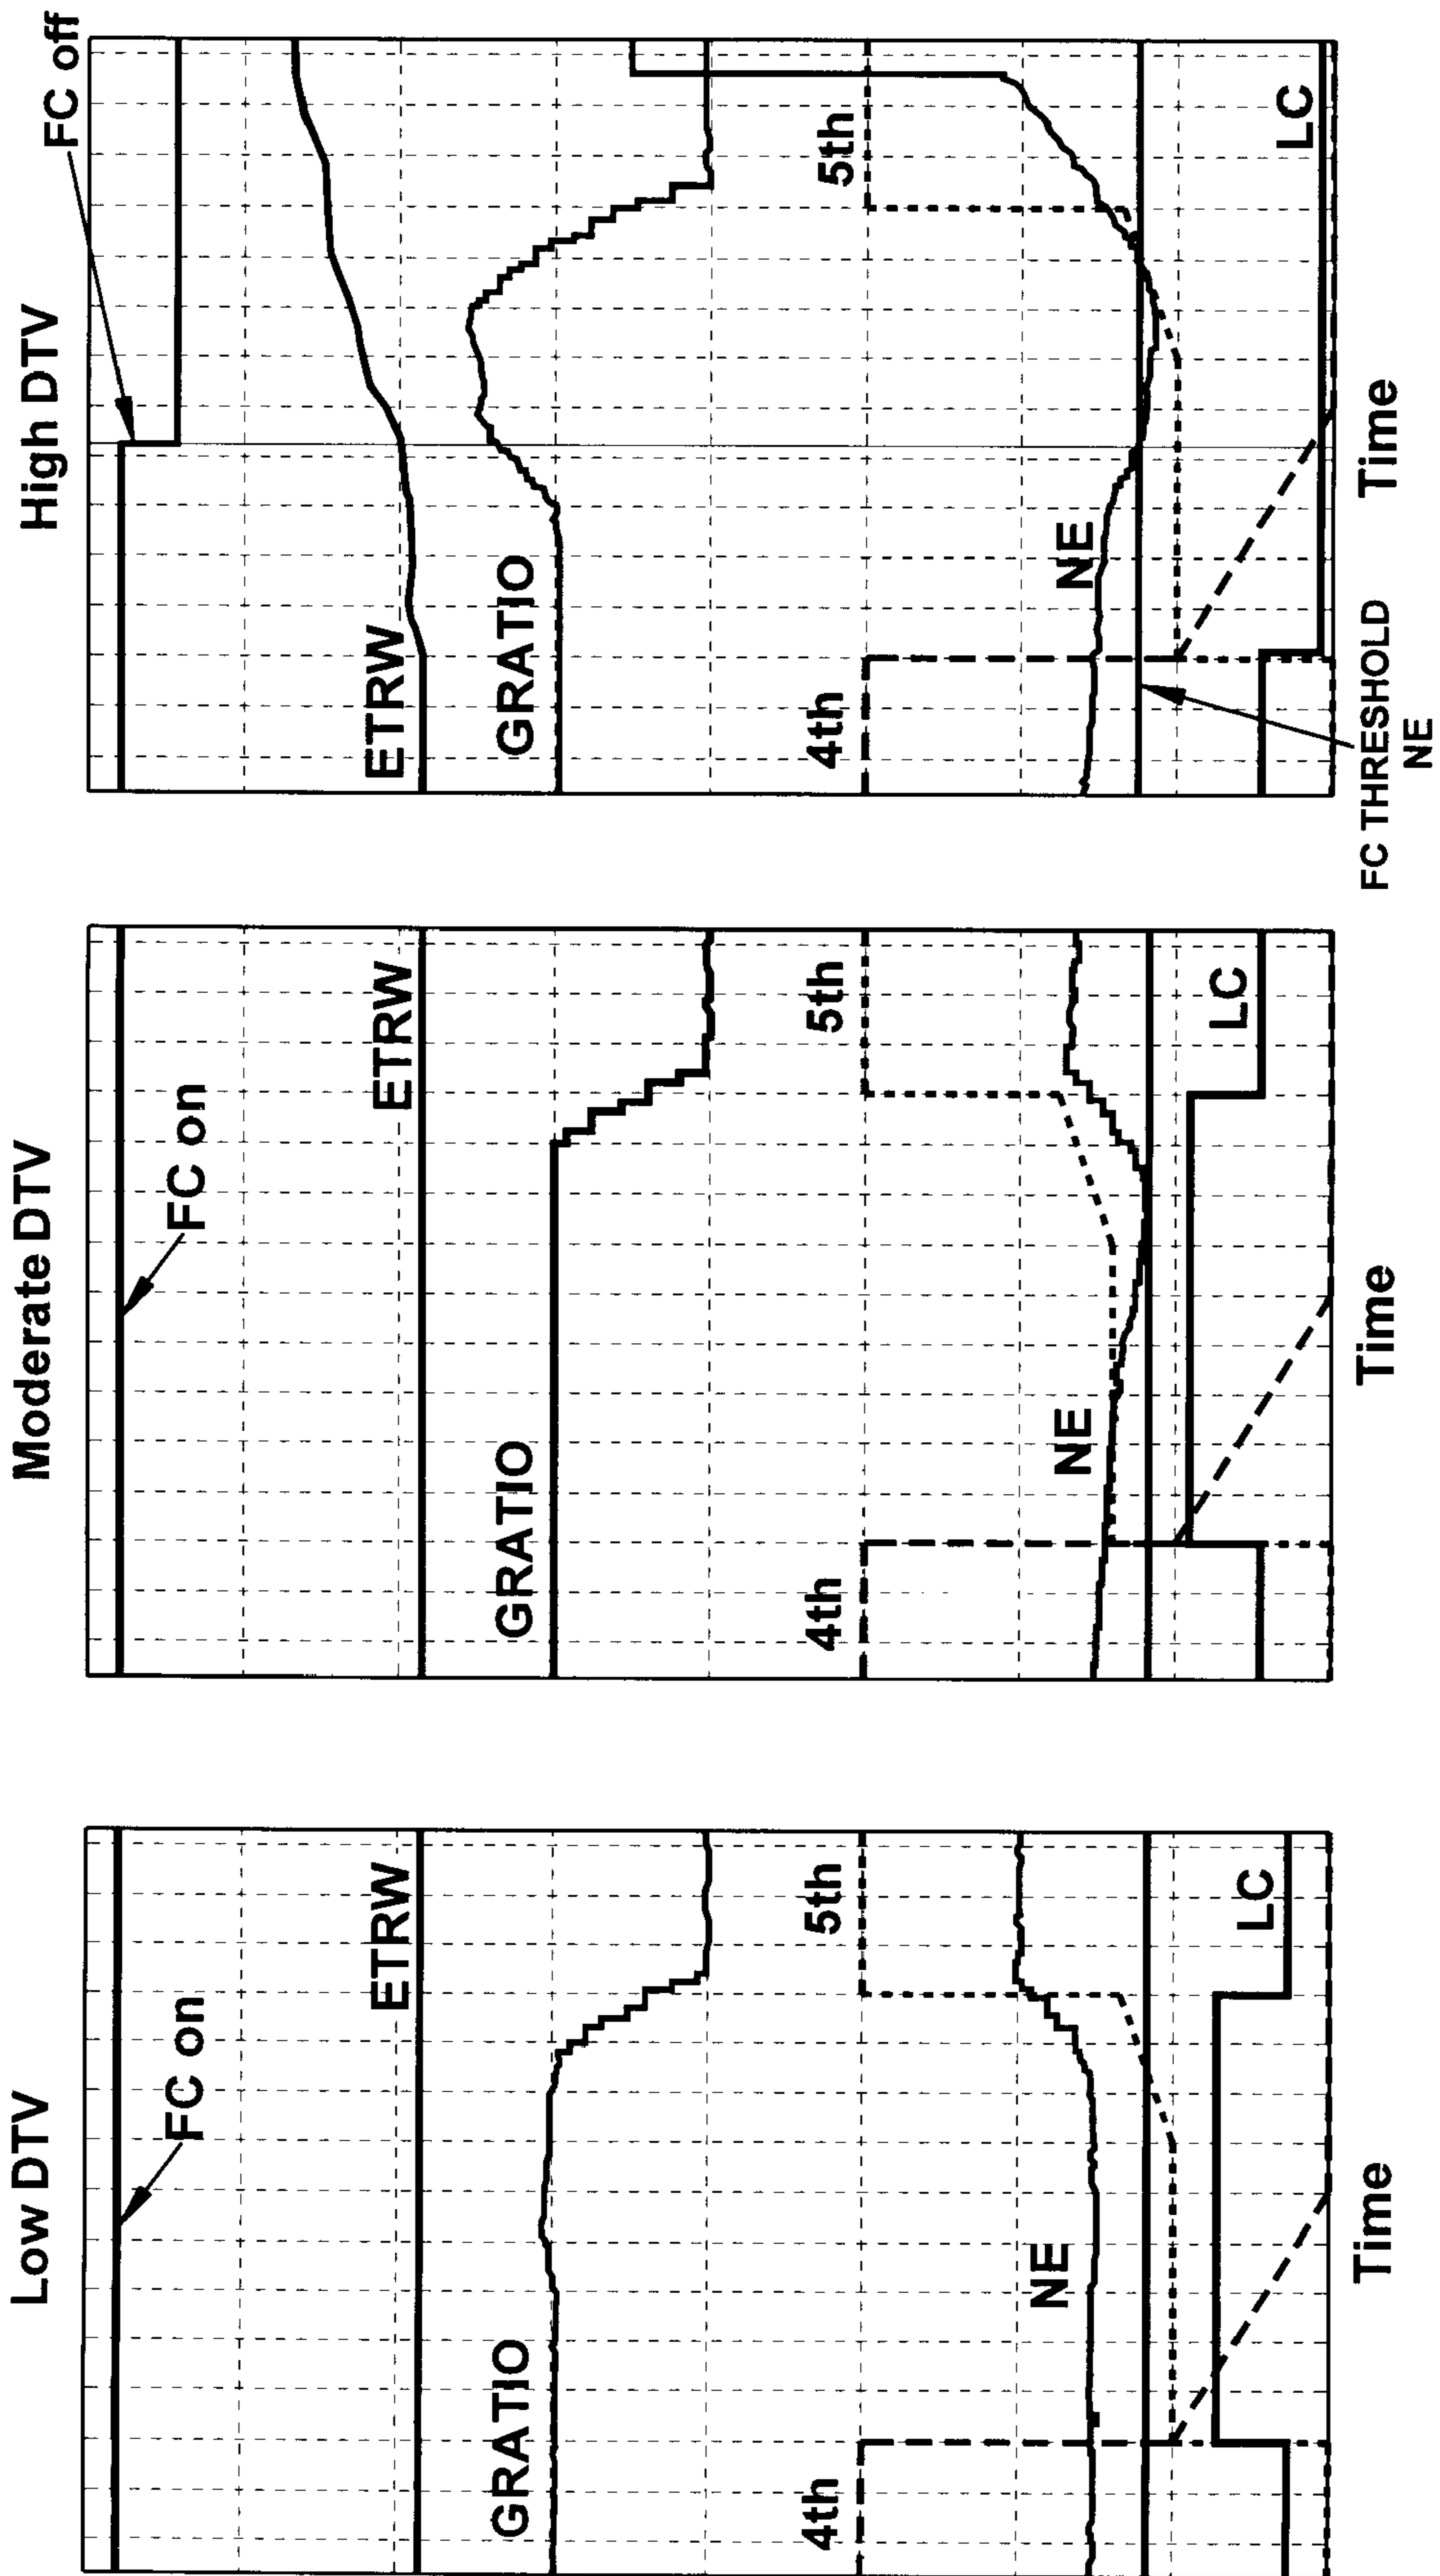 Low DTV
FC on
ETRW
GRATIO
4th
5th
NE
LC
Time
Moderate DTV
FC on
ETRW
GRATIO
4th
5th
NE
LC
Time
High DTV
FC off
ETRW
GRATIO
4th
5th
NE
LC
FC THRESHOLD
NE
Time